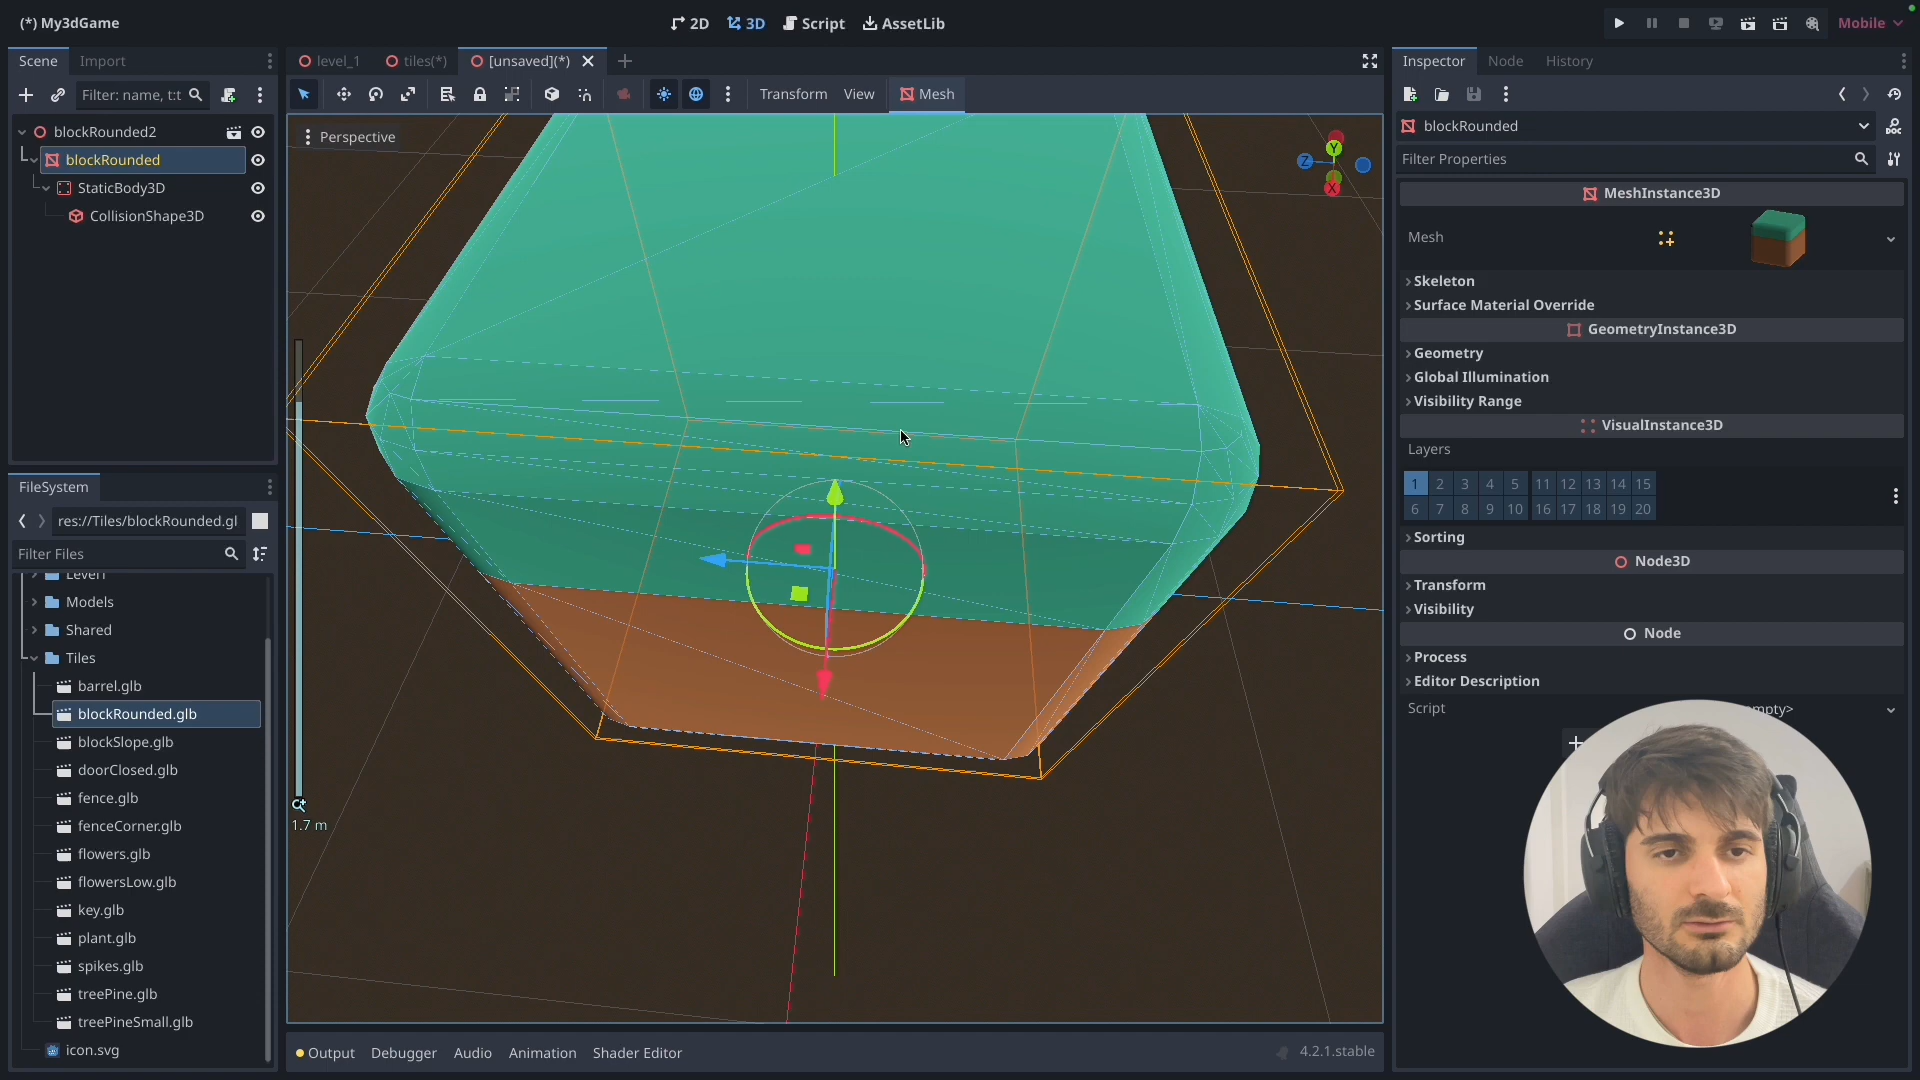 (*) My3dGame
2D
3D
Script
AssetLib
Mobile
Scene
Import
Filter: name, t:t
blockRounded2
blockRounded
StaticBody3D
CollisionShape3D
FileSystem
res://Tiles/blockRounded.gl
Filter Files
Level1
Models
Shared
Tiles
barrel.glb
blockRounded.glb
blockSlope.glb
doorClosed.glb
fence.glb
fenceCorner.glb
flowers.glb
flowersLow.glb
key.glb
plant.glb
spikes.glb
treePine.glb
treePineSmall.glb
icon.svg
level_1
tiles(*)
[unsaved](*)
Transform
View
Mesh
Perspective
Y
Z
X
1.7 m
Output
Debugger
Audio
Animation
Shader Editor
4.2.1.stable
Inspector
Node
History
blockRounded
DOC
Filter Properties
MeshInstance3D
Mesh
Skeleton
Surface Material Override
GeometryInstance3D
Geometry
Global Illumination
Visibility Range
VisualInstance3D
Layers
1 2 3 4 5 11 12 13 14 15
6 7 8 9 10 16 17 18 19 20
Sorting
Node3D
Transform
Visibility
Node
Process
Editor Description
Script
mpty>